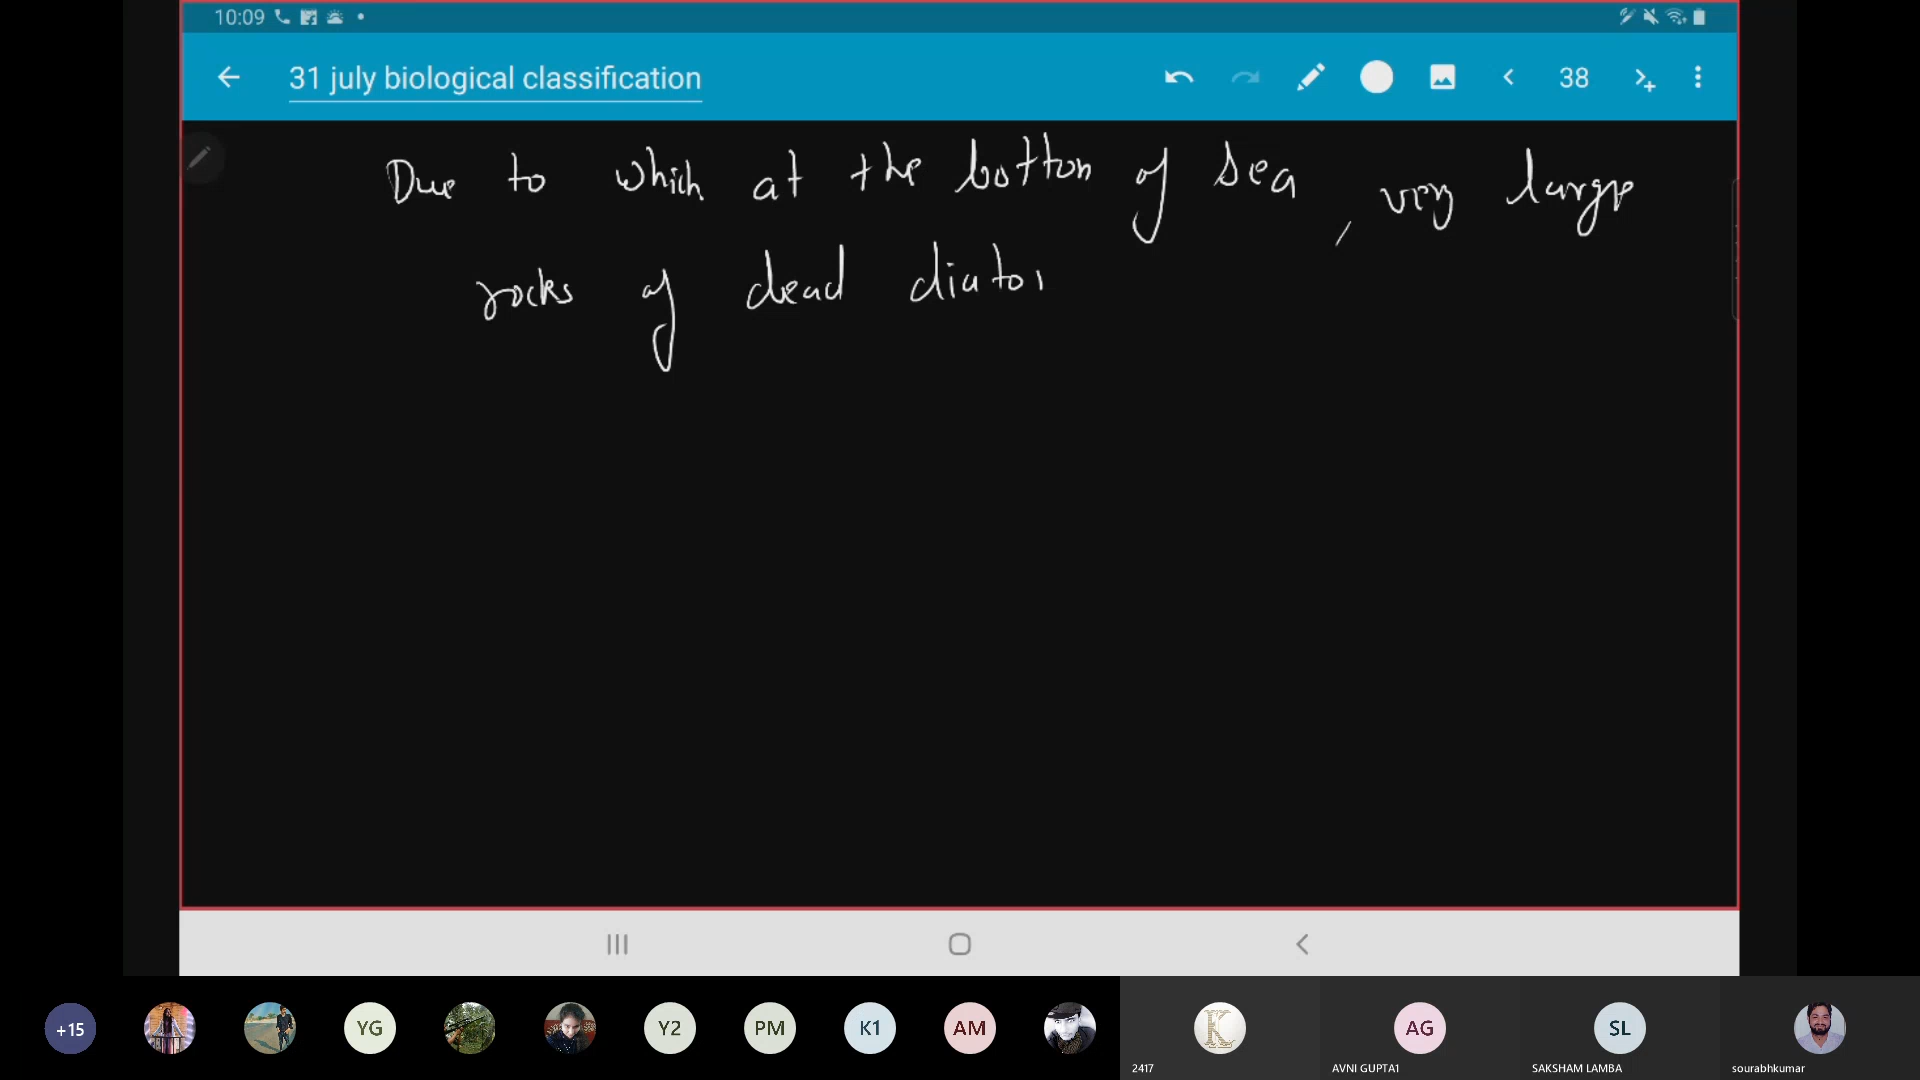 10:09
31 july biological classification
38
Due to which at the bottom of sea, very large
rocks of dead diato
+15
YG
Y2
PM
K1
AM
K
AG
SL
2417
AVNI GUPTA1
SAKSHAM LAMBA
sourabhkumar